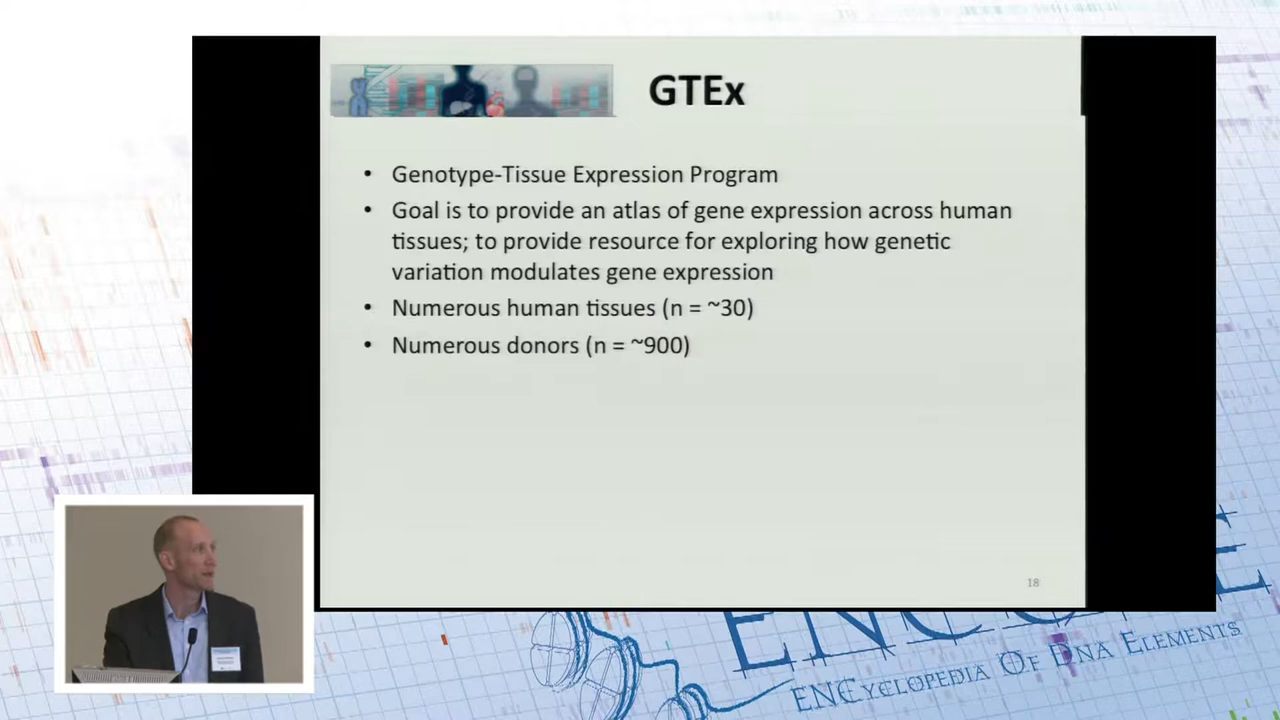 GTEx
• Genotype-Tissue Expression Program
• Goal is to provide an atlas of gene expression across human
tissues; to provide resource for exploring how genetic
variation modulates gene expression
• Numerous human tissues (n = ~30)
• Numerous donors (n = ~900)
18
ENCODE
ENCYCLOPEDIA OF DNA ELEMENTS